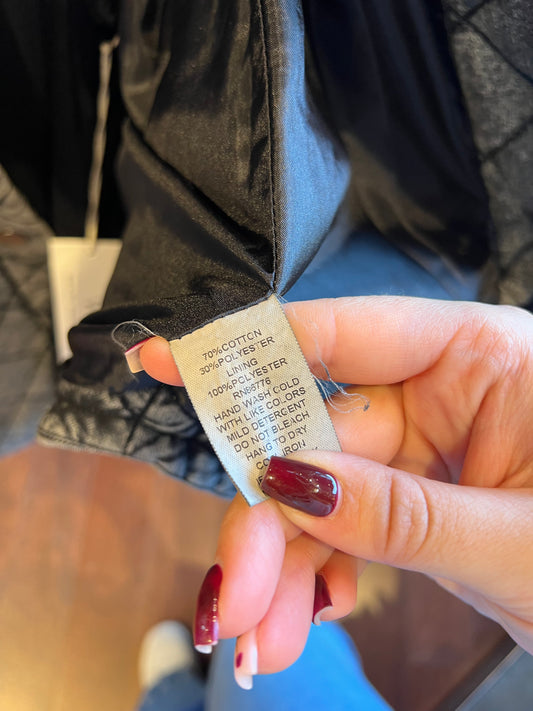 70%COTTON
30%POLYESTER
LINING
100%POLYESTER
RN88776
HAND WASH COLD
WITH LIKE COLORS
MILD DETERGENT
DO NOT BLEACH
HANG TO DRY
IRON